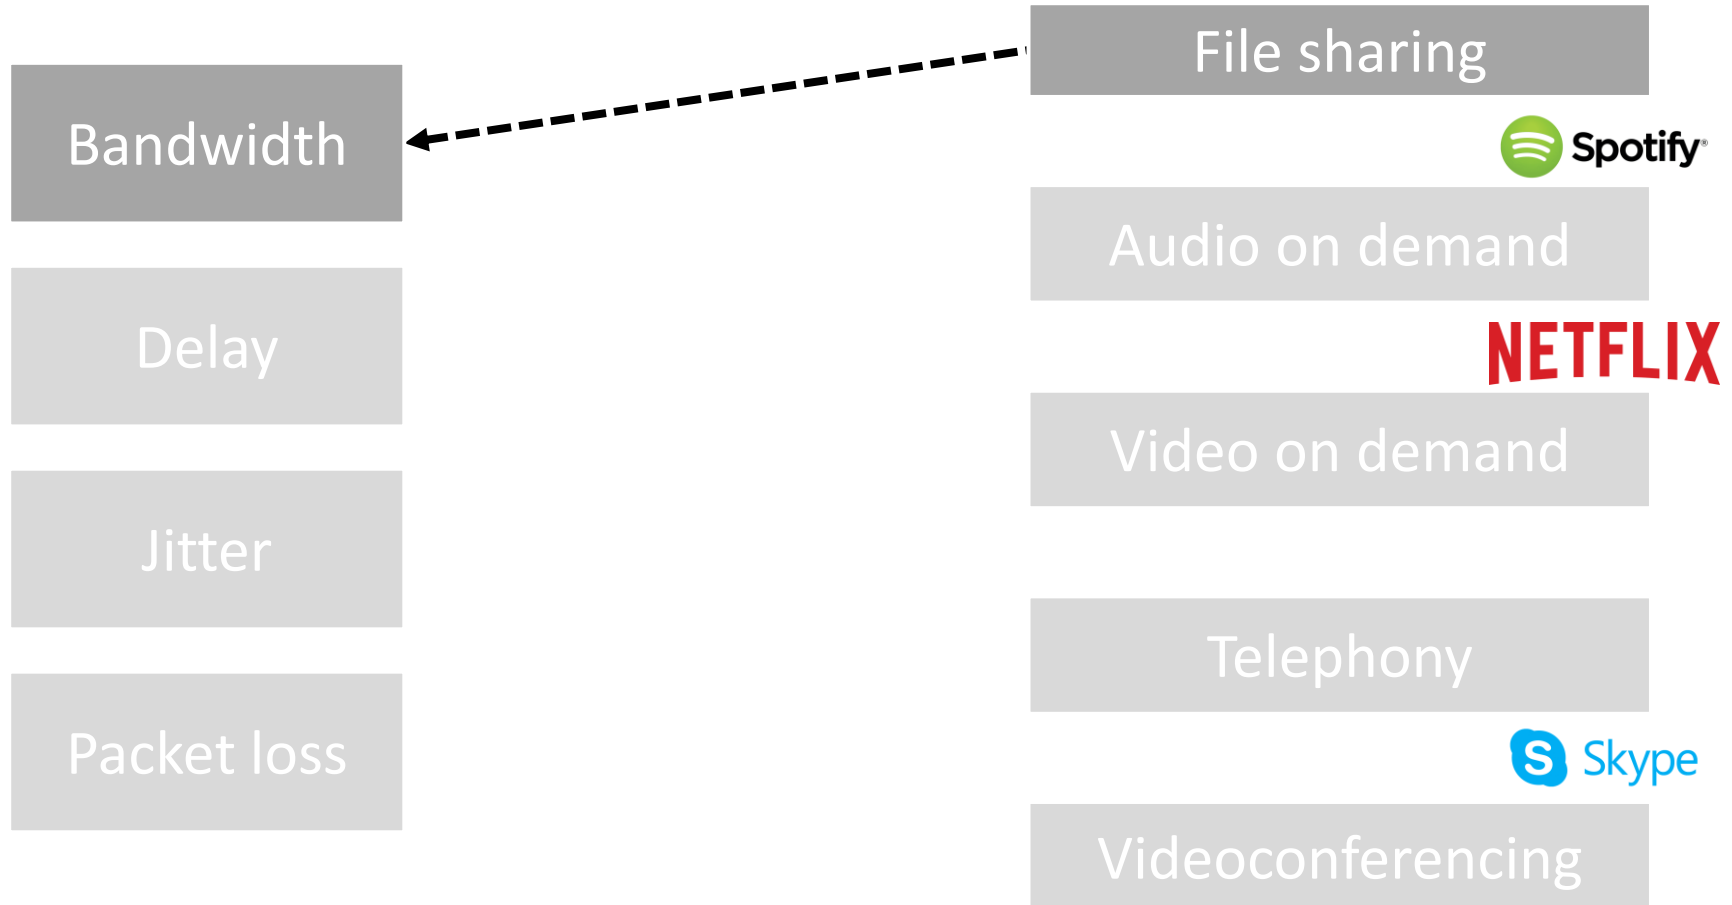 Bandwidth
Delay
Jitter
Packet loss
File sharing
Spotify®
Audio on demand
NETFLIX
Video on demand
Telephony
S Skype
Videoconferencing